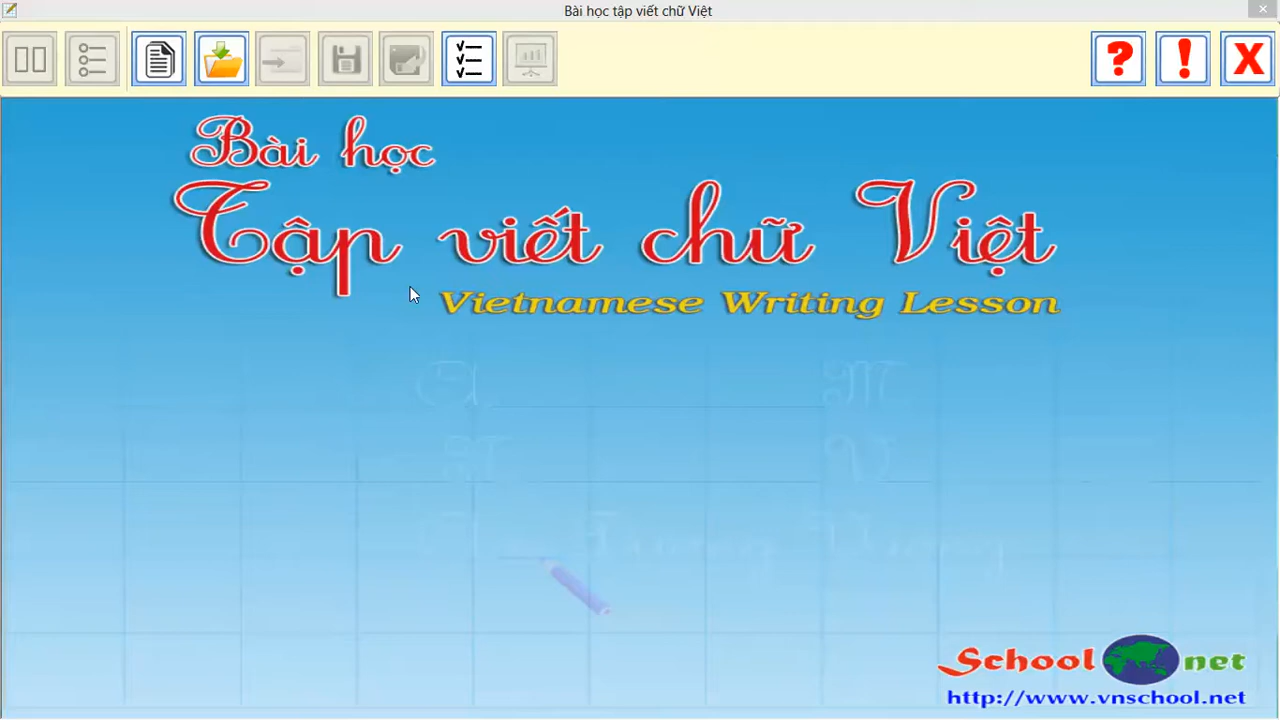 Bài học tập viết chữ Việt
Bài học
Tập viết chữ Việt
Vietnamese Writing Lesson
School net
http://www.vnschool.net